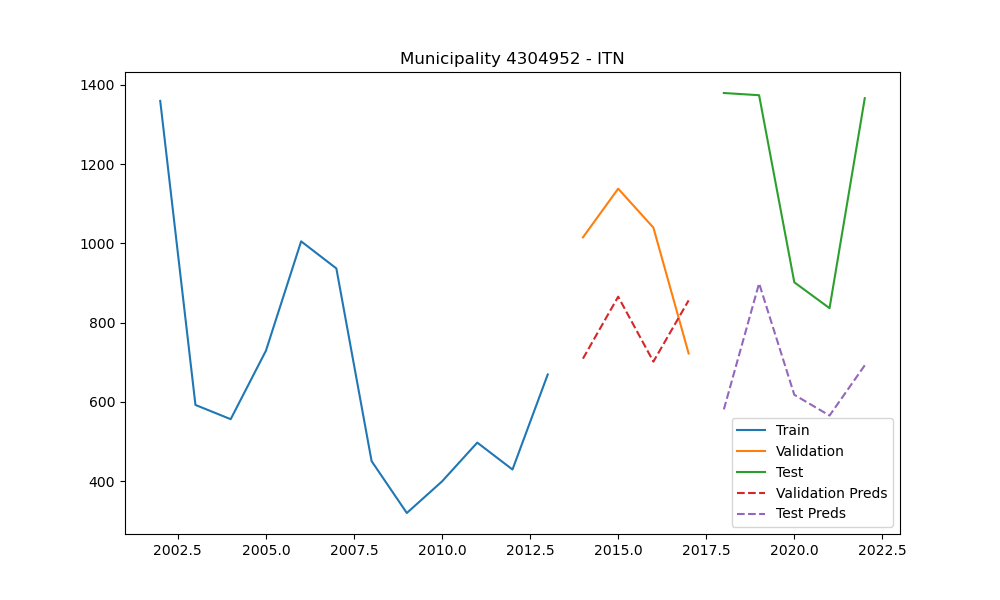 Municipality 4304952 - ITN
1400
1200
1000
800
600
400
2002.5 2005.0 2007.5 2010.0 2012.5 2015.0 2017.5 2020.0 2022.5
Train
Validation
Test
Validation Preds
Test Preds